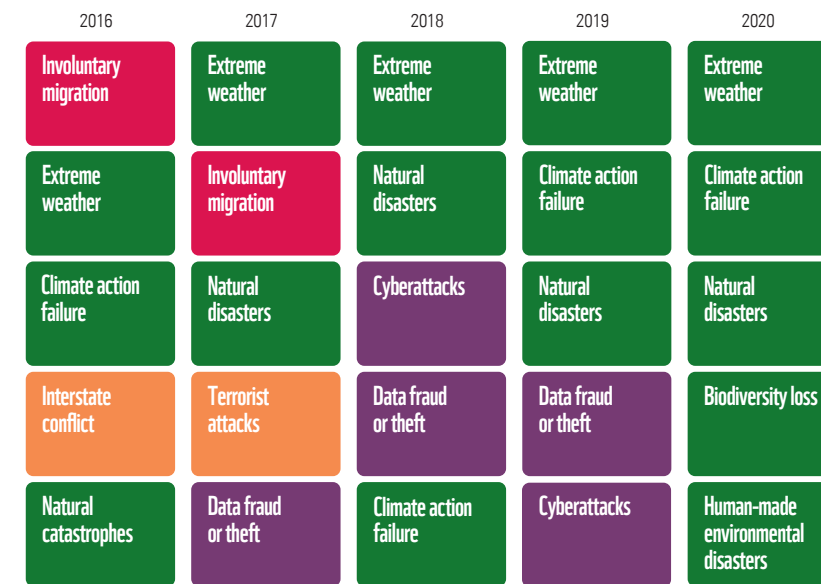 2016 2017 2018 2019 2020
Involuntary
migration
Extreme
weather
Extreme
weather
Extreme
weather
Extreme
weather
Extreme
weather
Involuntary
migration
Natural
disasters
Climate action
failure
Climate action
failure
Climate action
failure
Natural
disasters
Cyberattacks
Natural
disasters
Natural
disasters
Interstate
conflict
Terrorist
attacks
Data fraud
or theft
Data fraud
or theft
Biodiversity loss
Natural
catastrophes
Data fraud
or theft
Climate action
failure
Cyberattacks
Human-made
environmental
disasters